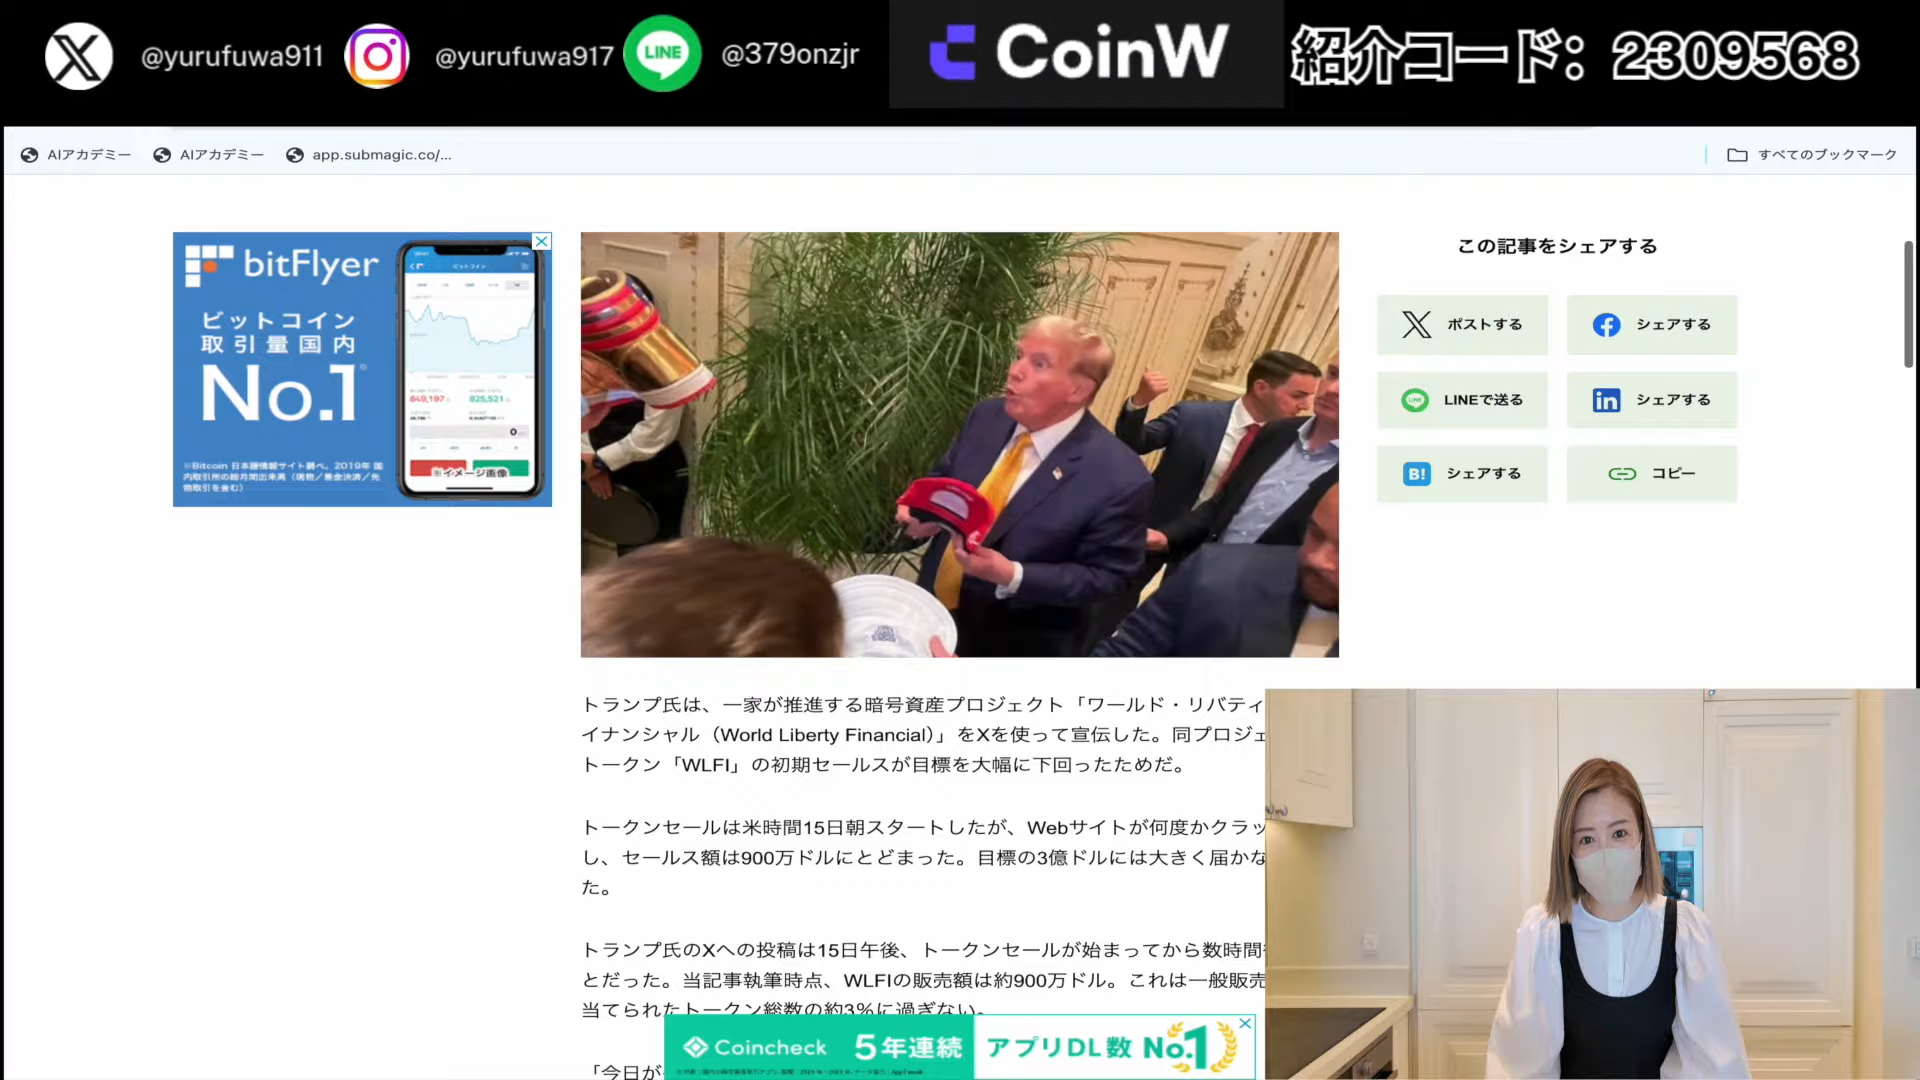 @yurufuwa911
@yurufuwa917
LINE
@379onzjr
CoinW
紹介コード：2309568
AIアカデミー
AIアカデミー
app.submagic.co/...
すべてのブックマーク
bitFlyer
ビットコイン
取引量国内
No.1
※イメージ画像
この記事をシェアする
ポストする
シェアする
LINEで送る
シェアする
B! シェアする
コピー
トランプ氏は、一家が推進する暗号資産プロジェクト「ワールド・リバティ
イナンシャル（World Liberty Financial）」をXを使って宣伝した。同プロジェ
トークン「WLFI」の初期セールスが目標を大幅に下回ったためだ。
トークンセールは米時間15日朝スタートしたが、Webサイトが何度かクラッ
し、セールス額は900万ドルにとどまった。目標の3億ドルには大きく届かな
た。
トランプ氏のXへの投稿は15日午後、トークンセールが始まってから数時間
とだった。当記事執筆時点、WLFIの販売額は約900万ドル。これは一般販売
当てられたトークン総数の約3%に過ぎない。
「今日が
Coincheck
5年連続
アプリDL数 No.1